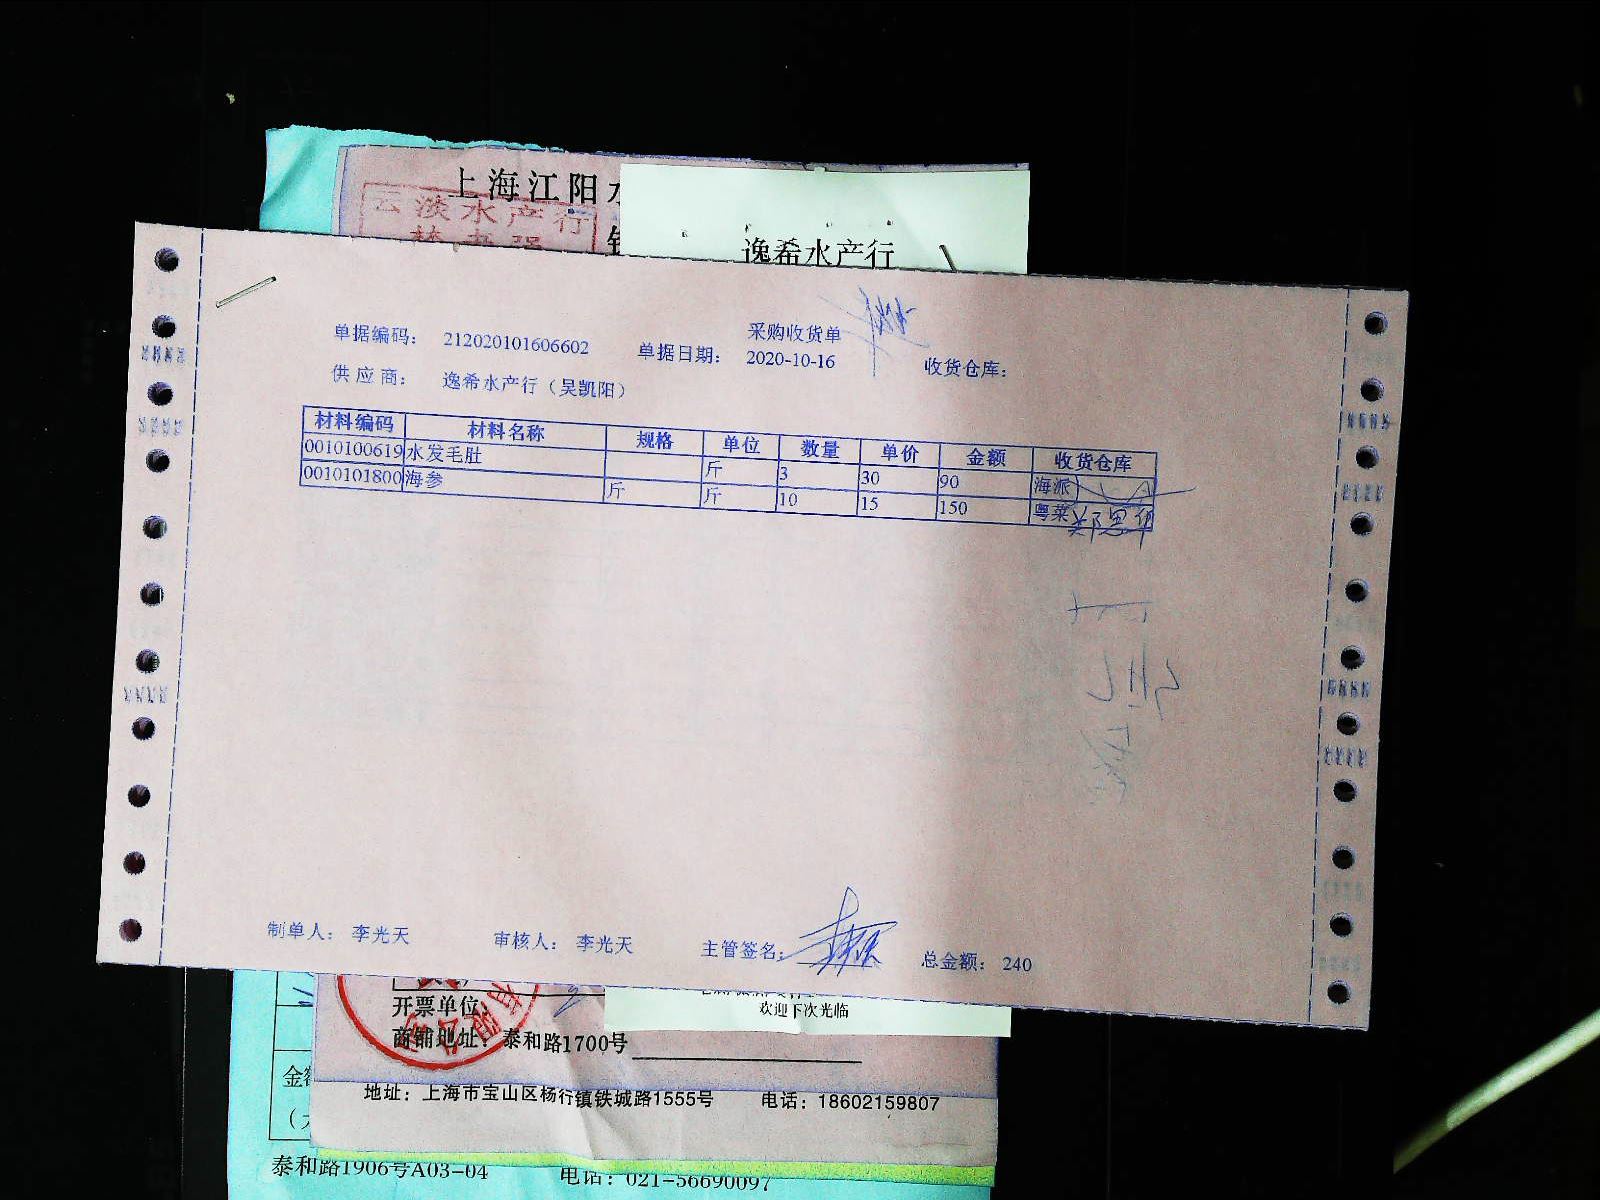 上海江阳水
云淡水产行
逸希水产行
采购收货单
单据编码： 212020101606602 单据日期： 2020-10-16 收货仓库：
供应商： 逸希水产行（吴凯阳）
材料编码 材料名称 规格 单位 数量 单价 金额 收货仓库
0010100619 水发毛肚 斤 3 30 90 海派
0010101800 海参 斤 斤 10 15 150 粤菜
制单人： 李光天 审核人： 李光天 主管签名： 总金额： 240
欢迎下次光临
开票单位
有限公司
商铺地址： 泰和路1700号
地址：上海市宝山区杨行镇铁城路1555号 电话：18602159807
泰和路1906号A03-04 电话：021-56690097